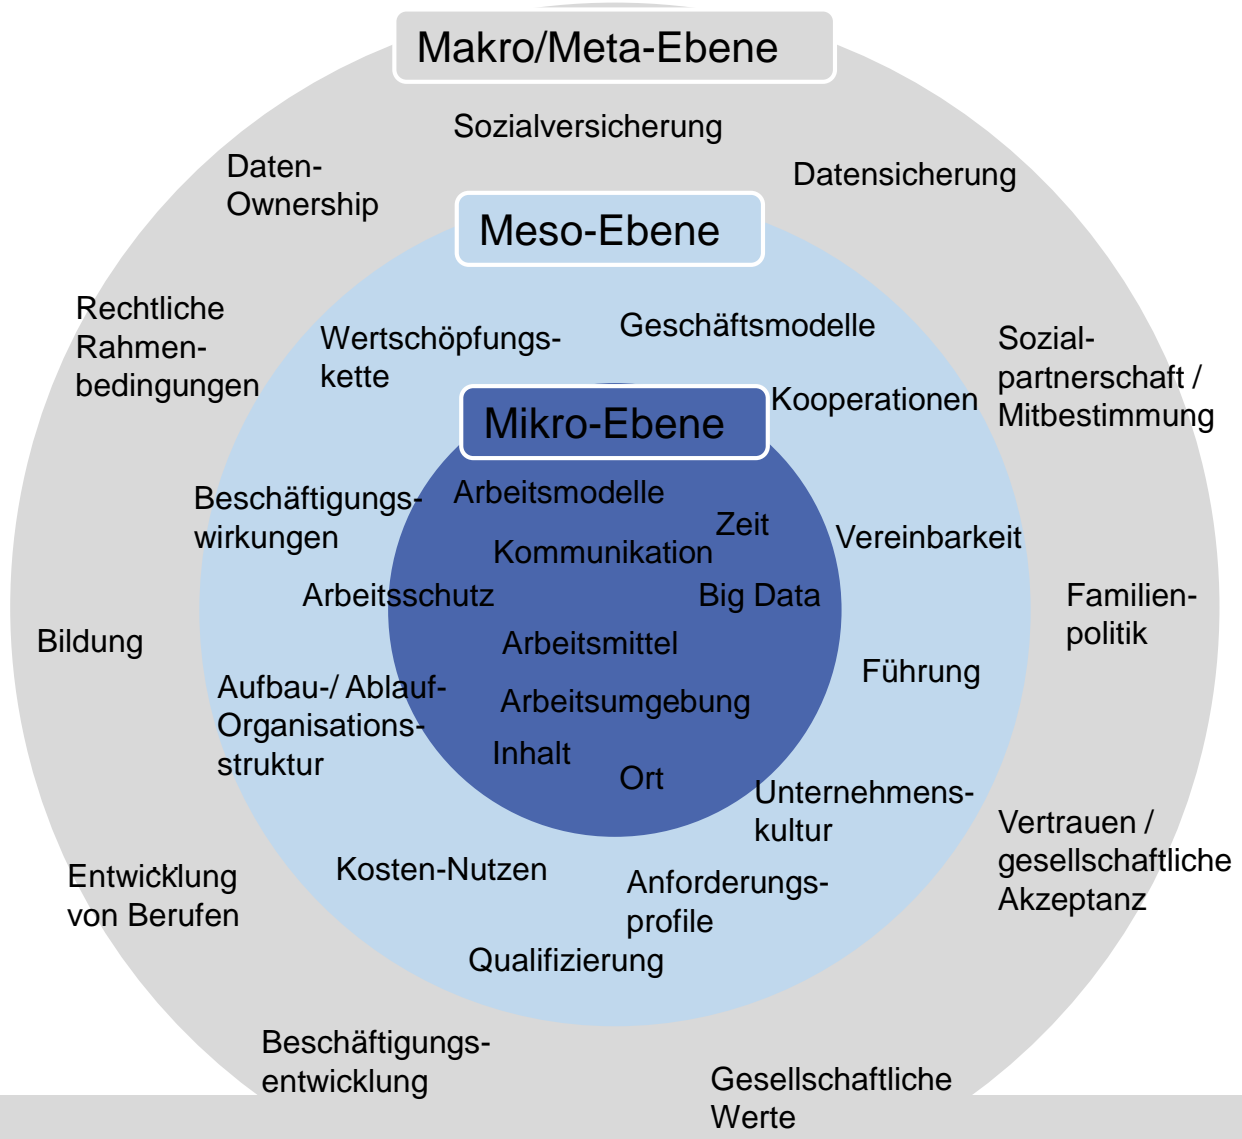 Makro/Meta-Ebene
Sozialversicherung
Daten-
Ownership
Datensicherung
Meso-Ebene
Rechtliche
Rahmen-
bedingungen
Wertschöpfungs-
kette
Geschäftsmodelle
Sozial-
partnerschaft /
Mitbestimmung
Kooperationen
Mikro-Ebene
Beschäftigungs-
wirkungen
Arbeitsmodelle
Zeit
Vereinbarkeit
Kommunikation
Arbeitsschutz
Big Data
Familien-
politik
Bildung
Arbeitsmittel
Führung
Aufbau-/ Ablauf-
Organisations-
struktur
Arbeitsumgebung
Inhalt
Ort
Unternehmens-
kultur
Vertrauen /
gesellschaftliche
Akzeptanz
Entwicklung
von Berufen
Kosten-Nutzen
Anforderungs-
profile
Qualifizierung
Beschäftigungs-
entwicklung
Gesellschaftliche
Werte